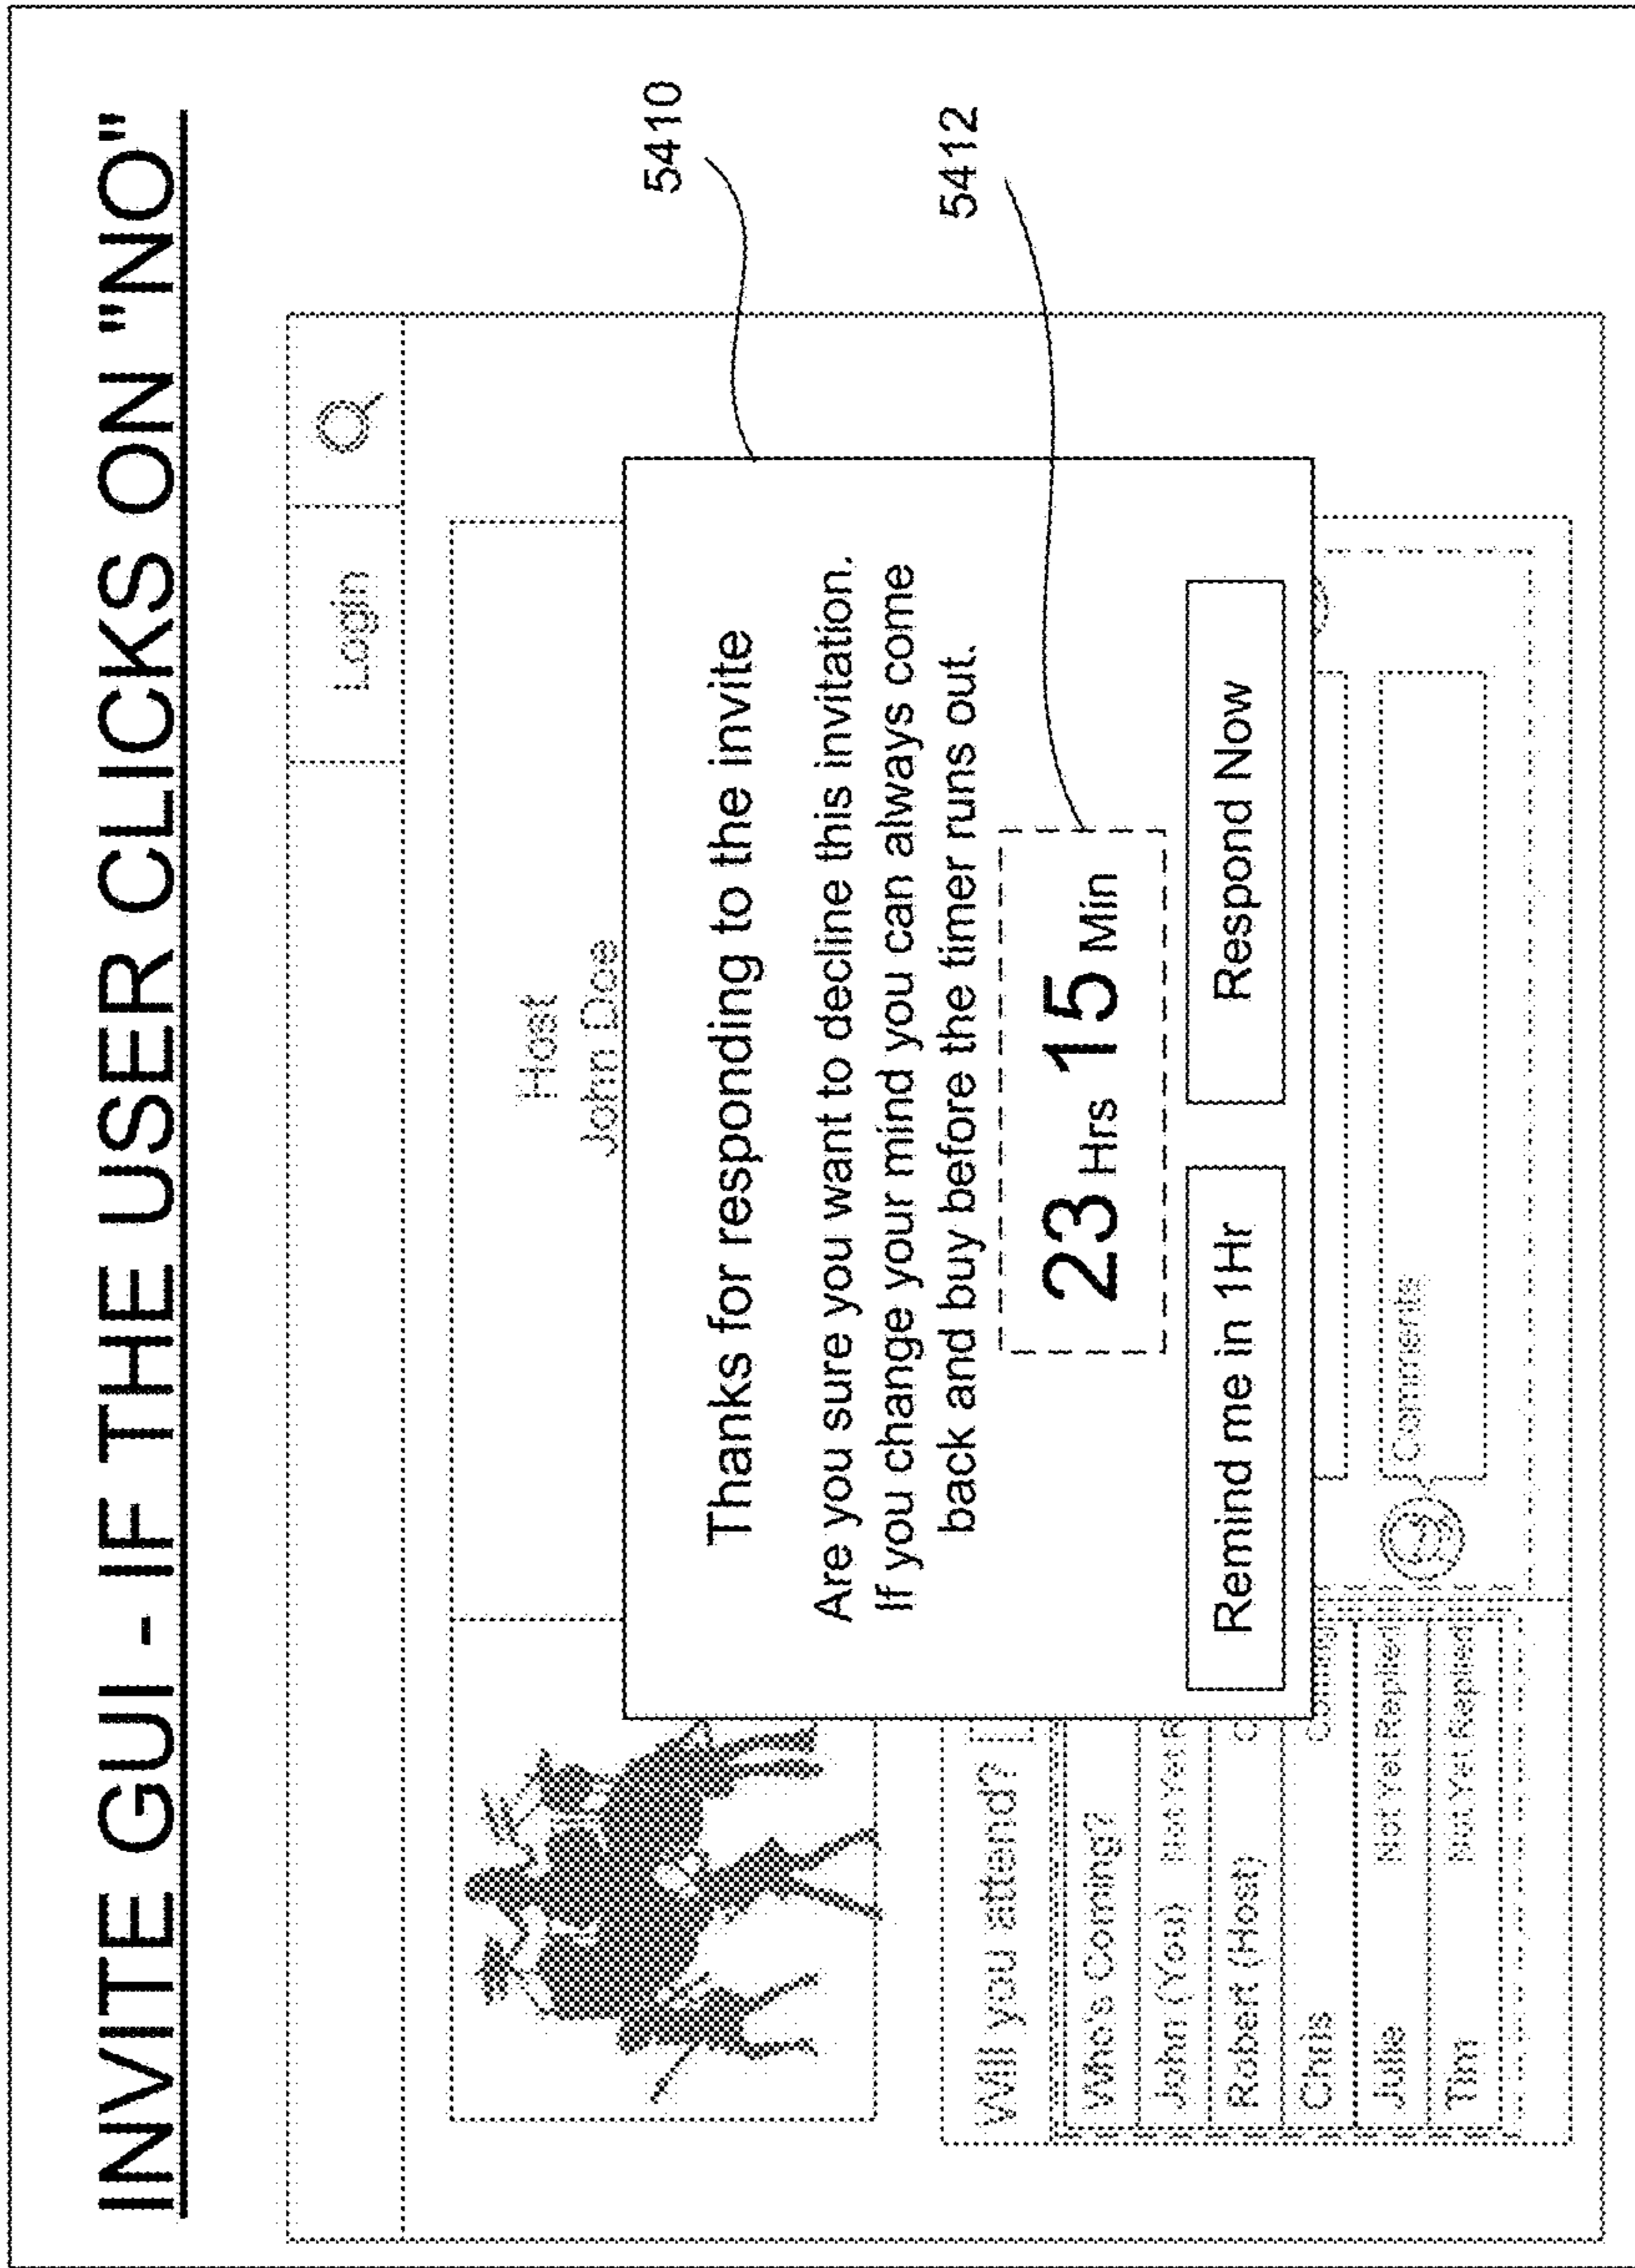 INVITE GUI - IF THE USER CLICKS ON "NO"
Login
Host
John Doe
5410
Thanks for responding to the invite
Are you sure you want to decline this invitation.
If you change your mind you can always come
back and buy before the timer runs out.
5412
23 Hrs 15 Min
Remind me in 1Hr
Respond Now
Will you attend?
Who's Coming?
John (You) Not Yet R
Robert (Host) C
Chris
Julie Not Yet Replied
Tim Not Yet Replied
Comments